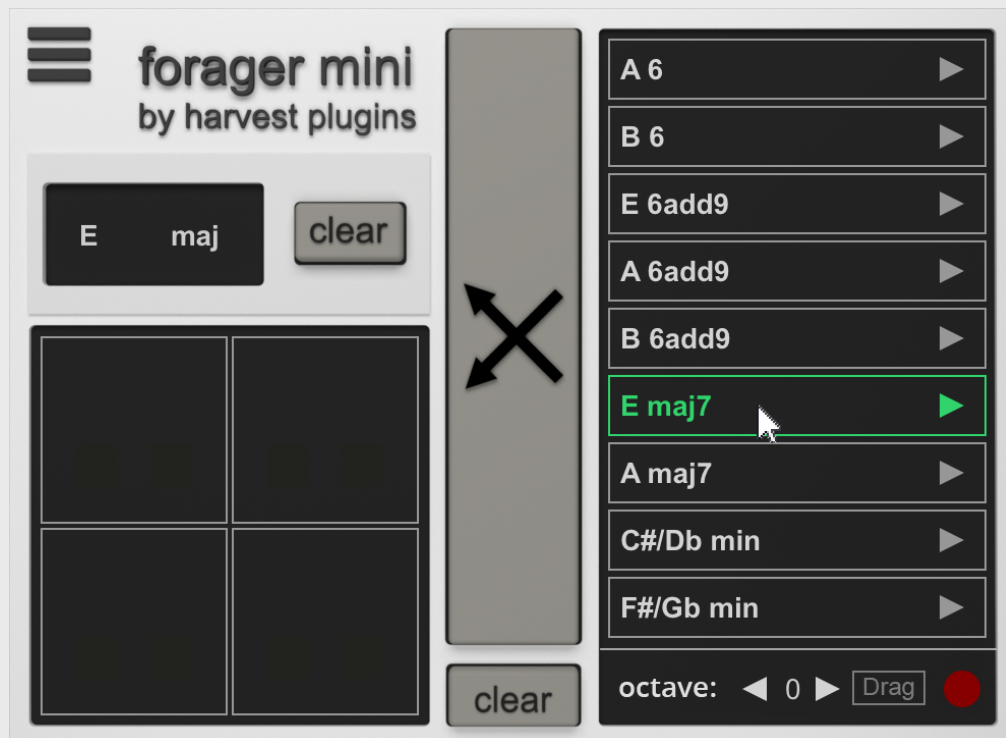 forager mini
by harvest plugins
E maj
clear
clear
A 6
B 6
E 6add9
A 6add9
B 6add9
E maj7
A maj7
C#/Db min
F#/Gb min
octave: 0 Drag